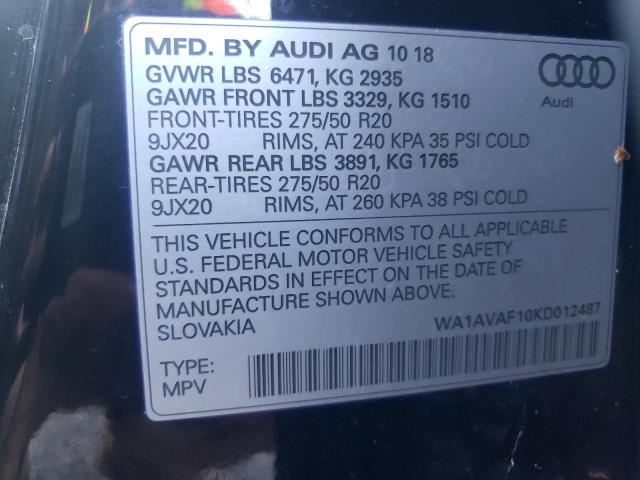 MFD. BY AUDI AG 10 18
GVWR LBS 6471, KG 2935
GAWR FRONT LBS 3329, KG 1510
FRONT-TIRES 275/50 R20
9JX20 RIMS, AT 240 KPA 35 PSI COLD
GAWR REAR LBS 3891, KG 1765
REAR-TIRES 275/50 R20
9JX20 RIMS, AT 260 KPA 38 PSI COLD
Audi
THIS VEHICLE CONFORMS TO ALL APPLICABLE
U.S. FEDERAL MOTOR VEHICLE SAFETY
STANDARDS IN EFFECT ON THE DATE OF
MANUFACTURE SHOWN ABOVE.
SLOVAKIA
WA1AVAF10KD012487
TYPE:
MPV